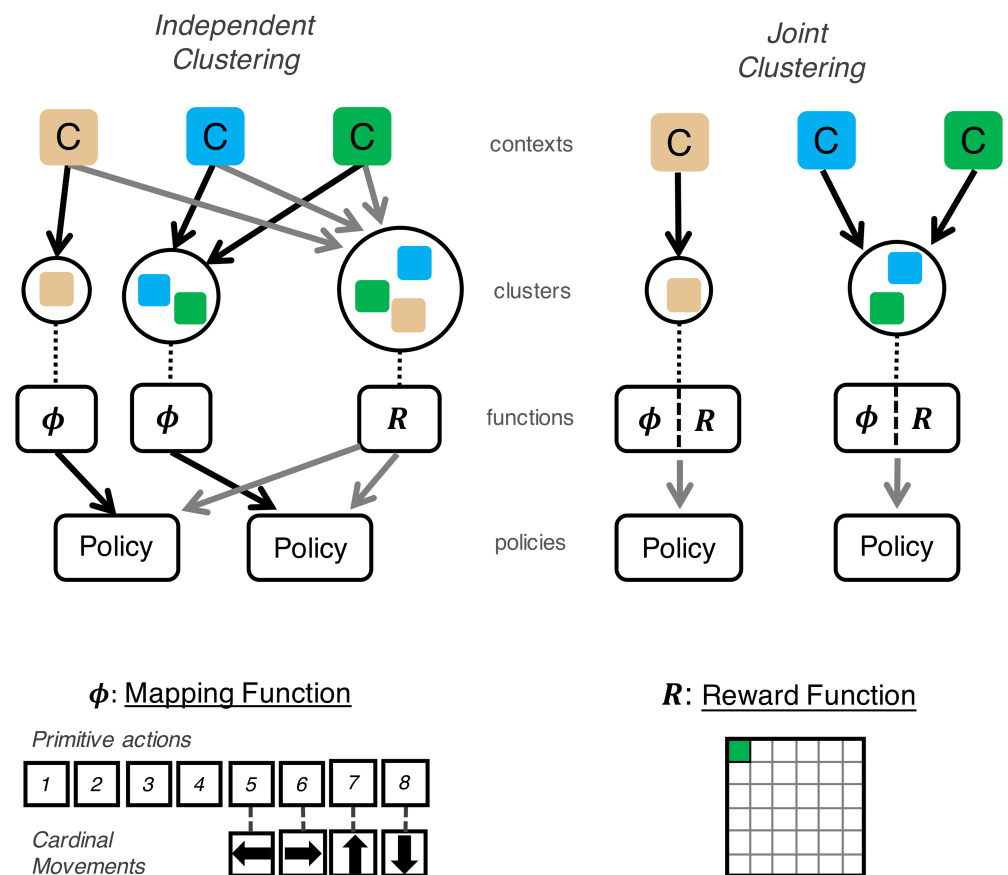 Independent
Clustering
Joint
Clustering
C C C contexts C C C
clusters
ϕ ϕ R functions ϕ R ϕ R
Policy Policy policies Policy Policy
ϕ: Mapping Function
R: Reward Function
Primitive actions
1 2 3 4 5 6 7 8
Cardinal
Movements